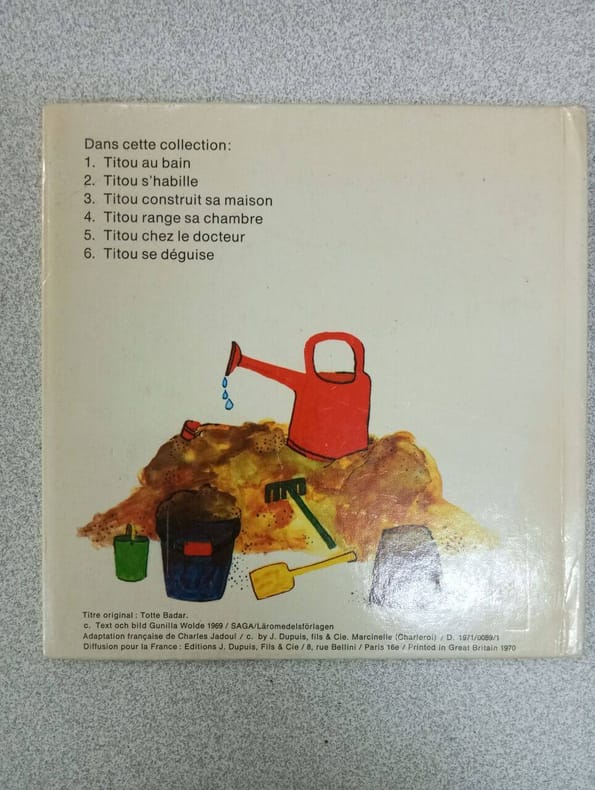 Dans cette collection:
1. Titou au bain
2. Titou s'habille
3. Titou construit sa maison
4. Titou range sa chambre
5. Titou chez le docteur
6. Titou se déguise
Titre original : Totte Badar.
c. Text och bild Gunilla Wolde 1969 / SAGA/Läromedelsförlagen
Adaptation française de Charles Jadoul / c. by J. Dupuis, fils & Cie. Marcinelle (Charleroi) / D. 1971/0089/1
Diffusion pour la France : Editions J. Dupuis, Fils & Cie / 8, rue Bellini / Paris 16e / Printed in Great Britain 1970